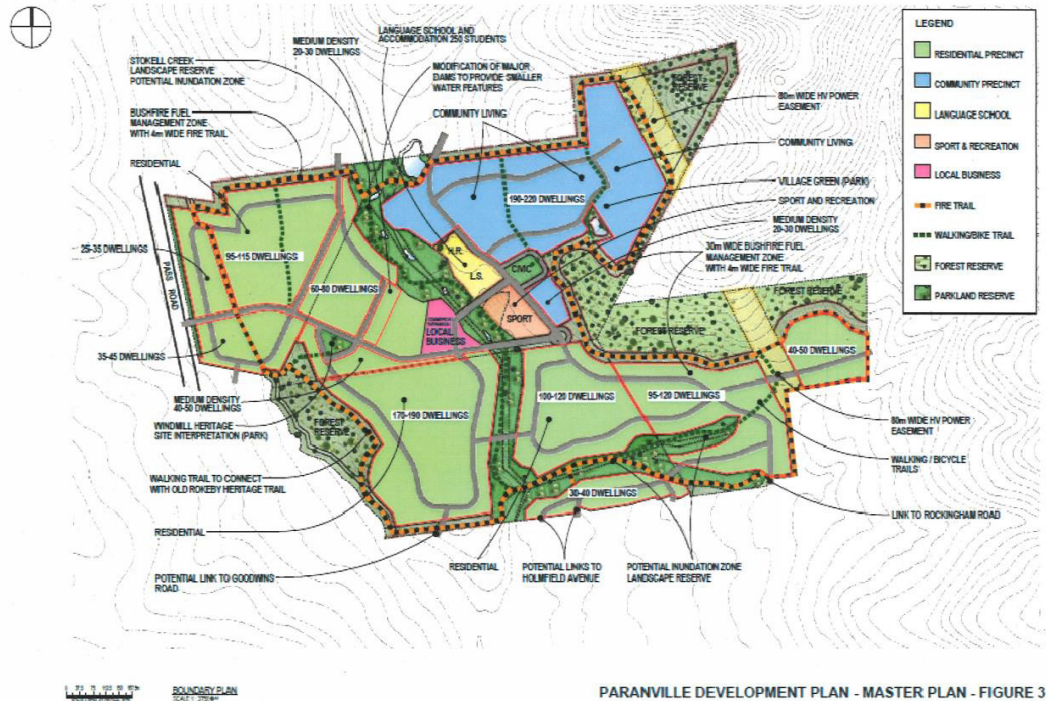 LANGUAGE SCHOOL AND
ACCOMMODATION 250 STUDENTS
MEDIUM DENSITY
20-30 DWELLINGS
STOKELL CREEK
LANDSCAPE RESERVE
POTENTIAL INUNDATION ZONE
MODIFICATION OF MAJOR
DAMS TO PROVIDE SMALLER
WATER FEATURES
BUSHFIRE FUEL
MANAGEMENT ZONE
WITH 4m WIDE FIRE TRAIL
COMMUNITY LIVING
RESIDENTIAL
FOREST
RESERVE
80m WIDE HV POWER
EASEMENT
COMMUNITY LIVING
VILLAGE GREEN (PARK)
SPORT AND RECREATION
MEDIUM DENSITY
20-30 DWELLINGS
30m WIDE BUSHFIRE FUEL
MANAGEMENT ZONE
WITH 4m WIDE FIRE TRAIL
190-220 DWELLINGS
25-35 DWELLINGS
95-115 DWELLINGS
PASS ROAD
60-80 DWELLINGS
H.R.
L.S.
CIVIC
SPORT
LOCAL
BUSINESS
FOREST RESERVE
FOREST RESERVE
35-45 DWELLINGS
40-50 DWELLINGS
MEDIUM DENSITY
40-50 DWELLINGS
170-190 DWELLINGS
100-120 DWELLINGS
95-120 DWELLINGS
WINDMILL HERITAGE
SITE INTERPRETATION (PARK)
FOREST
RESERVE
80m WIDE HV POWER
EASEMENT
WALKING / BICYCLE
TRAILS
WALKING TRAIL TO CONNECT
WITH OLD ROKEBY HERITAGE TRAIL
30-40 DWELLINGS
LINK TO ROCKINGHAM ROAD
RESIDENTIAL
POTENTIAL LINK TO GOODWINS
ROAD
RESIDENTIAL
POTENTIAL LINKS TO
HOLMFIELD AVENUE
POTENTIAL INUNDATION ZONE
LANDSCAPE RESERVE
LEGEND
RESIDENTIAL PRECINCT
COMMUNITY PRECINCT
LANGUAGE SCHOOL
SPORT & RECREATION
LOCAL BUSINESS
FIRE TRAIL
WALKING/BIKE TRAIL
FOREST RESERVE
PARKLAND RESERVE
BOUNDARY PLAN
PARANVILLE DEVELOPMENT PLAN - MASTER PLAN - FIGURE 3